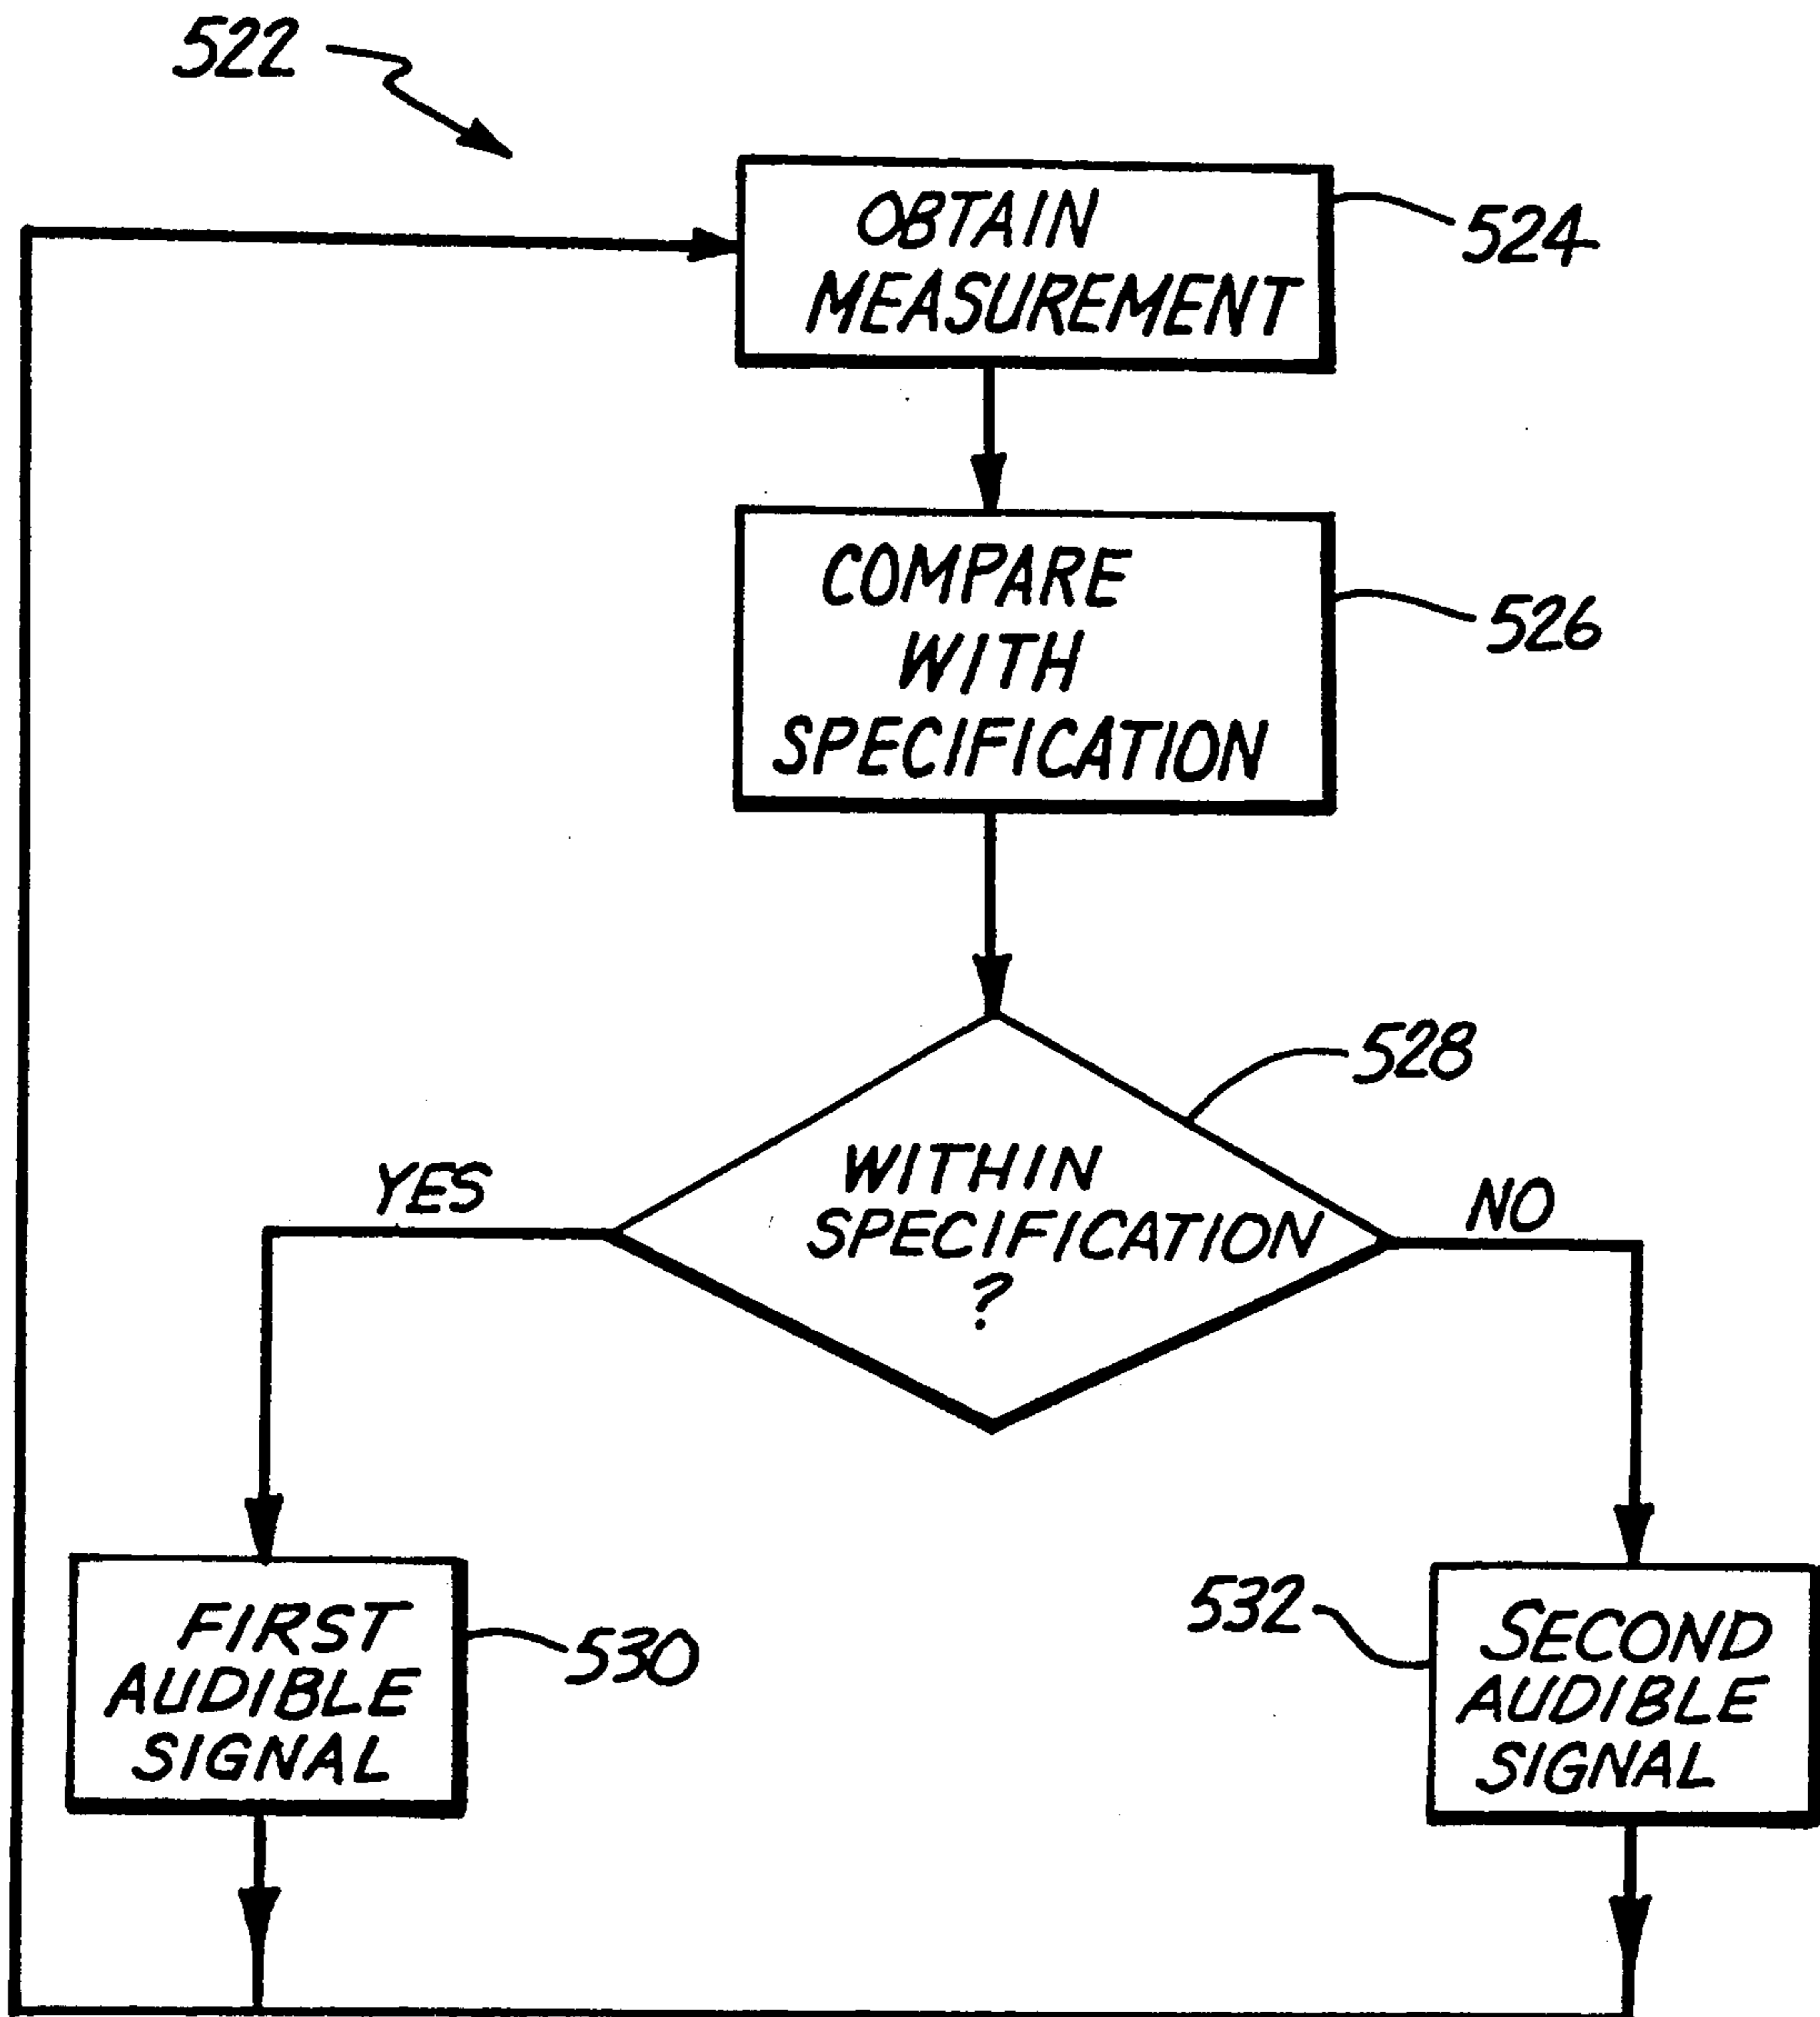 522
OBTAIN
MEASUREMENT
524
COMPARE
WITH
SPECIFICATION
526
528
WITHIN
SPECIFICATION
?
YES
NO
FIRST
AUDIBLE
SIGNAL
530
532
SECOND
AUDIBLE
SIGNAL